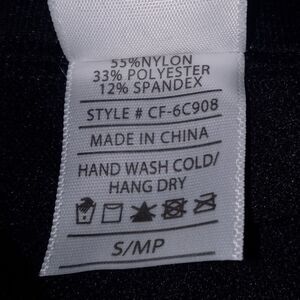 55%NYLON
33% POLYESTER
12% SPANDEX
STYLE # CF-6C908
MADE IN CHINA
HAND WASH COLD/
HANG DRY
S/MP